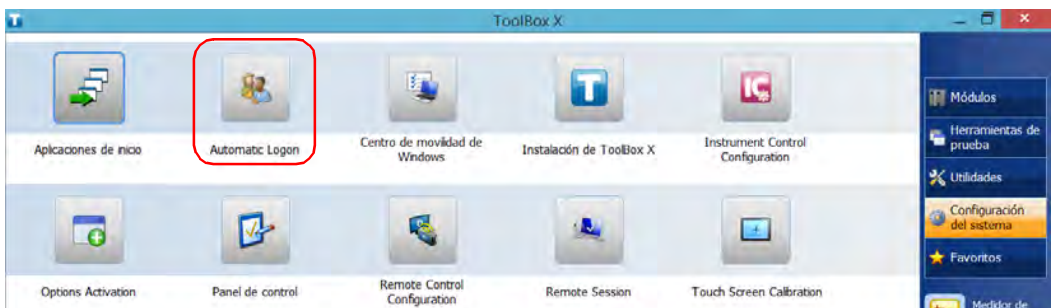 ToolBox X
Aplicaciones de inicio
Automatic Logon
Centro de movilidad de
Windows
Instalación de ToolBox X
Instrument Control
Configuration
Options Activation
Panel de control
Remote Control
Configuration
Remote Session
Touch Screen Calibration
Módulos
Herramientas de
prueba
Utilidades
Configuración
del sistema
Favoritos
Medidor de